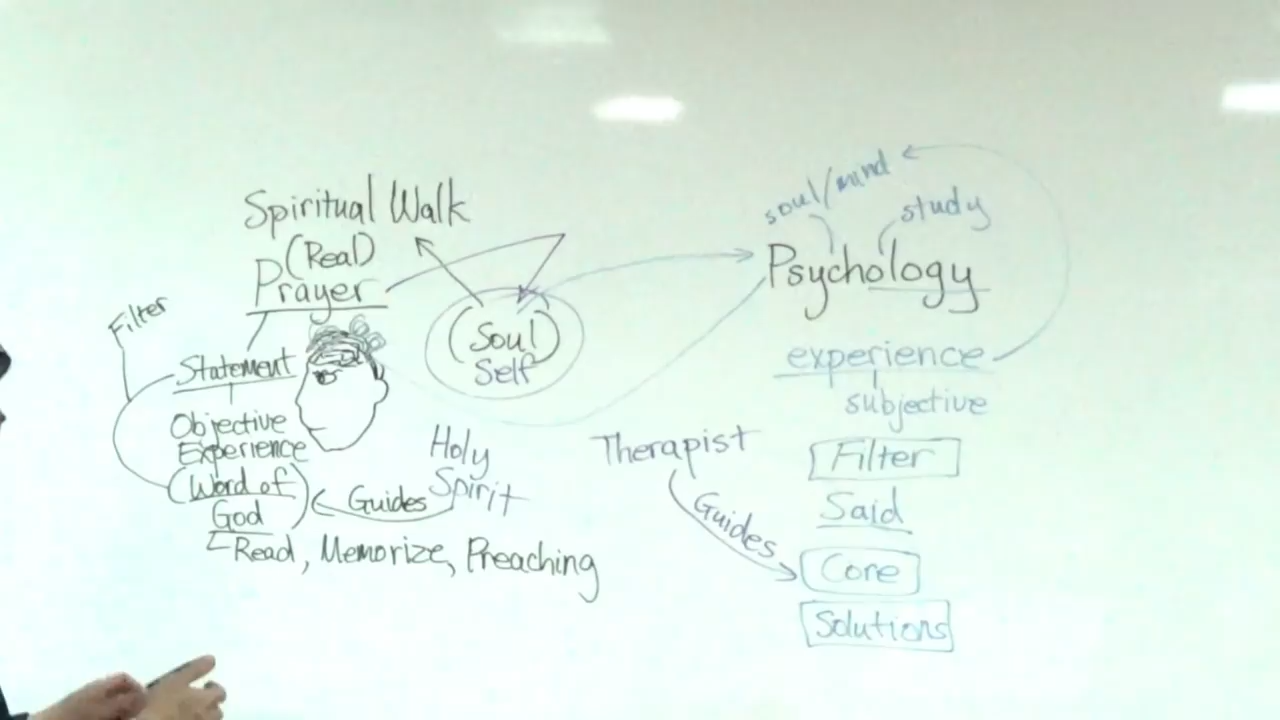 Spiritual Walk
(Real)
Prayer
Filter
Statement
Objective
Experience
(Word of
God)
Guides
Holy
Spirit
Read, Memorize, Preaching
(Soul)
Self
soul/mind
study
Psychology
experience
subjective
Therapist
Guides
Filter
Said
Core
Solutions